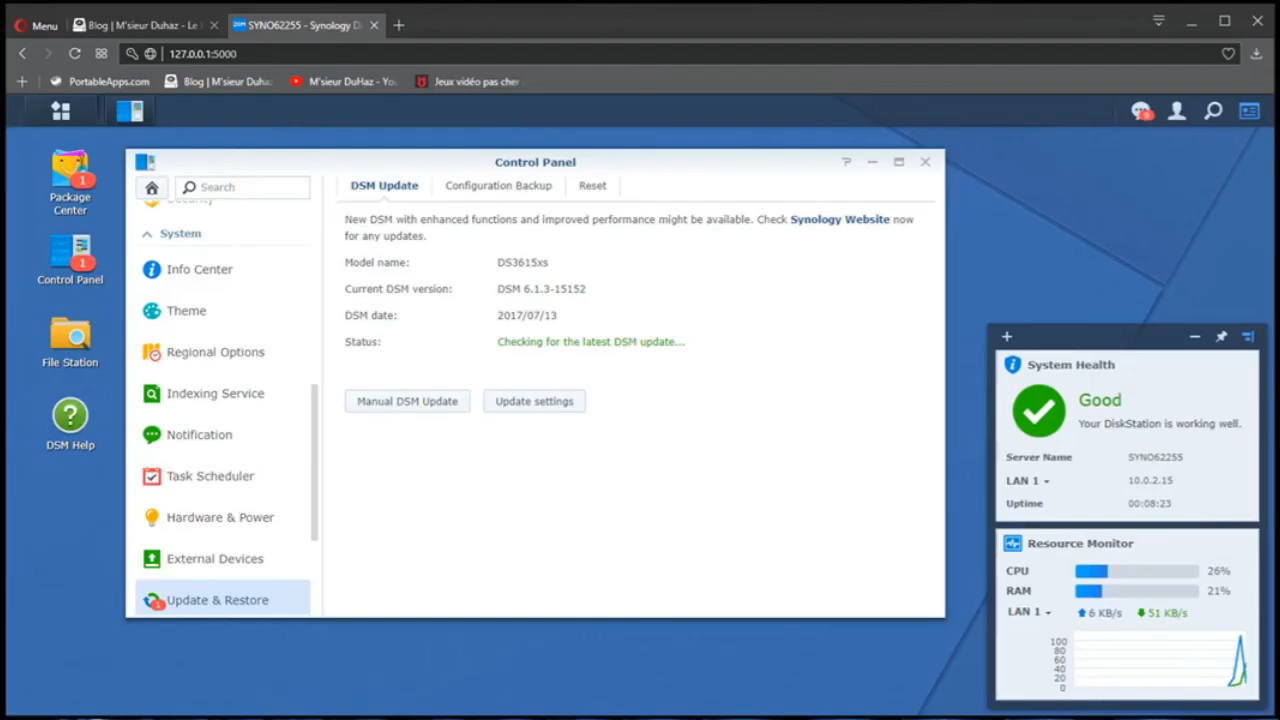 Menu
Blog | M'sieur Duhaz - Le
SYNO62255 - Synology D
127.0.0.1:5000
PortableApps.com
Blog | M'sieur Duha
M'sieur DuHaz - Yo
Jeux vidéo pas cher
Package Center
1
Control Panel
1
File Station
DSM Help
Control Panel
Search
Security
System
Info Center
Theme
Regional Options
Indexing Service
Notification
Task Scheduler
Hardware & Power
External Devices
Update & Restore
1
DSM Update
Configuration Backup
Reset
New DSM with enhanced functions and improved performance might be available. Check Synology Website now
for any updates.
Model name: DS3615xs
Current DSM version: DSM 6.1.3-15152
DSM date: 2017/07/13
Status: Checking for the latest DSM update...
Manual DSM Update
Update settings
System Health
Good
Your DiskStation is working well.
Server Name SYNO62255
LAN 1 10.0.2.15
Uptime 00:08:23
Resource Monitor
CPU 26%
RAM 21%
LAN 1 6 KB/s 51 KB/s
100
80
60
40
20
0